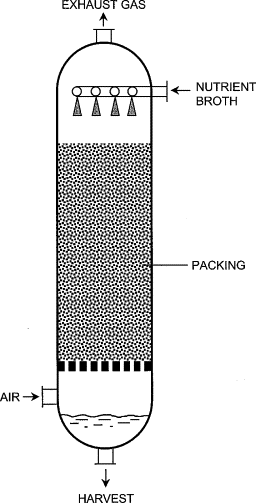 EXHAUST GAS
NUTRIENT
BROTH
PACKING
AIR
HARVEST